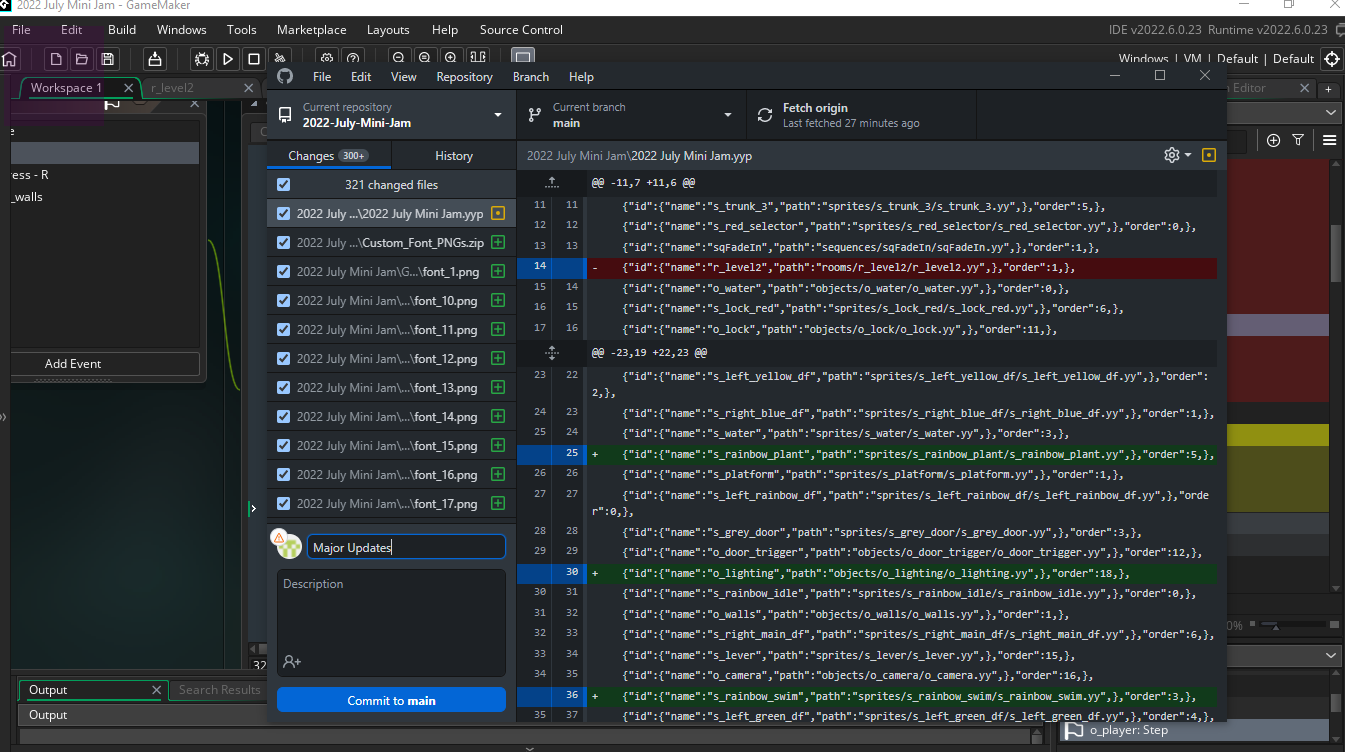 2022 July Mini Jam - GameMaker
File Edit Build Windows Tools Marketplace Layouts Help Source Control
IDE v2022.6.0.23 Runtime v2022.6.0.23
Windows | VM | Default | Default
Workspace 1
r_level2
Editor
ress - R
_walls
Add Event
File Edit View Repository Branch Help
Current repository
2022-July-Mini-Jam
Current branch
main
Fetch origin
Last fetched 27 minutes ago
Changes 300+
History
321 changed files
2022 July ...\2022 July Mini Jam.yyp
2022 July ...\Custom_Font_PNGs.zip
2022 July Mini Jam\G...\font_1.png
2022 July Mini Jam\...\font_10.png
2022 July Mini Jam\...\font_11.png
2022 July Mini Jam\...\font_12.png
2022 July Mini Jam\...\font_13.png
2022 July Mini Jam\...\font_14.png
2022 July Mini Jam\...\font_15.png
2022 July Mini Jam\...\font_16.png
2022 July Mini Jam\...\font_17.png
Major Updates
Description
Commit to main
2022 July Mini Jam\2022 July Mini Jam.yyp
@@ -11,7 +11,6 @@
11 11 {"id":{"name":"s_trunk_3","path":"sprites/s_trunk_3/s_trunk_3.yy",},"order":5,},
12 12 {"id":{"name":"s_red_selector","path":"sprites/s_red_selector/s_red_selector.yy",},"order":0,},
13 13 {"id":{"name":"sqFadeIn","path":"sequences/sqFadeIn/sqFadeIn.yy",},"order":1,},
14 - {"id":{"name":"r_level2","path":"rooms/r_level2/r_level2.yy",},"order":1,},
15 14 {"id":{"name":"o_water","path":"objects/o_water/o_water.yy",},"order":0,},
16 15 {"id":{"name":"s_lock_red","path":"sprites/s_lock_red/s_lock_red.yy",},"order":6,},
17 16 {"id":{"name":"o_lock","path":"objects/o_lock/o_lock.yy",},"order":11,},
@@ -23,19 +22,23 @@
23 22 {"id":{"name":"s_left_yellow_df","path":"sprites/s_left_yellow_df/s_left_yellow_df.yy",},"order":
2,},
24 23 {"id":{"name":"s_right_blue_df","path":"sprites/s_right_blue_df/s_right_blue_df.yy",},"order":1,},
25 24 {"id":{"name":"s_water","path":"sprites/s_water/s_water.yy",},"order":3,},
25 + {"id":{"name":"s_rainbow_plant","path":"sprites/s_rainbow_plant/s_rainbow_plant.yy",},"order":5,},
26 26 {"id":{"name":"s_platform","path":"sprites/s_platform/s_platform.yy",},"order":1,},
27 27 {"id":{"name":"s_left_rainbow_df","path":"sprites/s_left_rainbow_df/s_left_rainbow_df.yy",},"orde
r":0,},
28 28 {"id":{"name":"s_grey_door","path":"sprites/s_grey_door/s_grey_door.yy",},"order":3,},
29 29 {"id":{"name":"o_door_trigger","path":"objects/o_door_trigger/o_door_trigger.yy",},"order":12,},
30 + {"id":{"name":"o_lighting","path":"objects/o_lighting/o_lighting.yy",},"order":18,},
30 31 {"id":{"name":"s_rainbow_idle","path":"sprites/s_rainbow_idle/s_rainbow_idle.yy",},"order":0,},
31 32 {"id":{"name":"o_walls","path":"objects/o_walls/o_walls.yy",},"order":1,},
32 33 {"id":{"name":"s_right_main_df","path":"sprites/s_right_main_df/s_right_main_df.yy",},"order":6,},
33 34 {"id":{"name":"s_lever","path":"sprites/s_lever/s_lever.yy",},"order":15,},
34 35 {"id":{"name":"o_camera","path":"objects/o_camera/o_camera.yy",},"order":16,},
36 + {"id":{"name":"s_rainbow_swim","path":"sprites/s_rainbow_swim/s_rainbow_swim.yy",},"order":3,},
35 37 {"id":{"name":"s_left_green_df","path":"sprites/s_left_green_df/s_left_green_df.yy",},"order":4,},
Output
Search Results
Output
o_player: Step